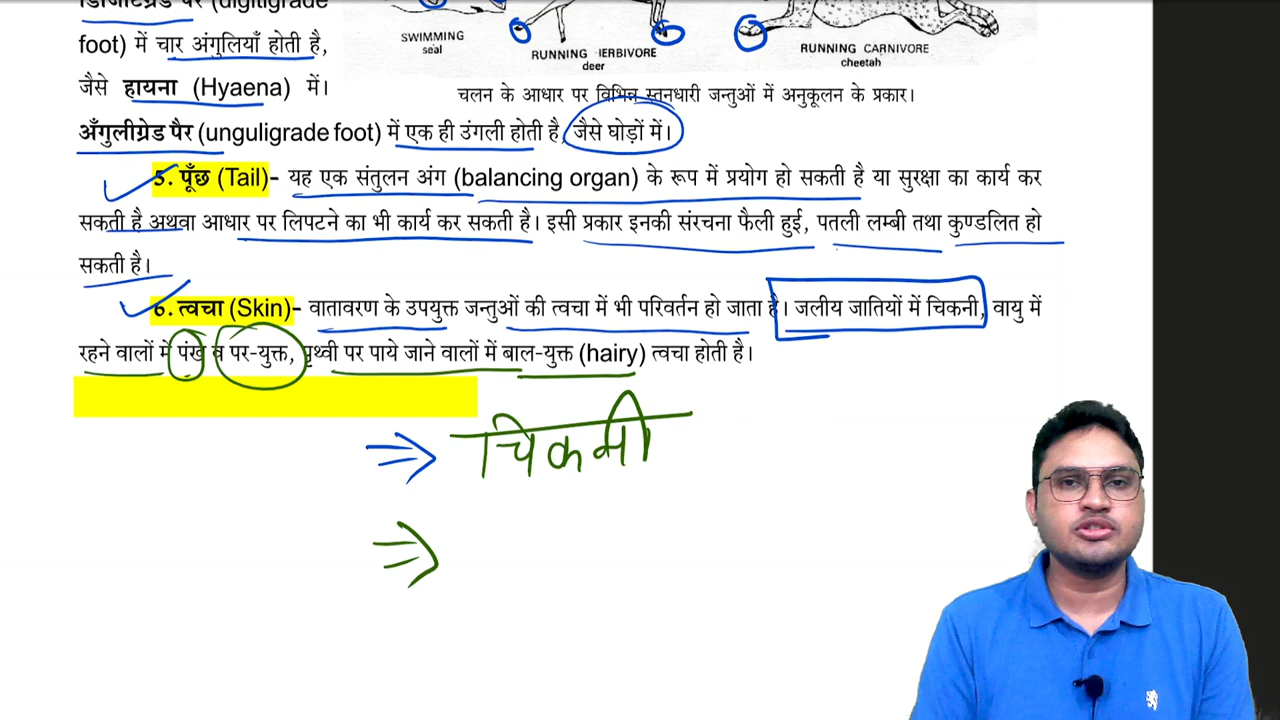 डिजिटिग्रेड पैर (digitigrade
foot) में चार अंगुलियाँ होती है,
जैसे हायना (Hyaena) में।
SWIMMING
seal
RUNNING HERBIVORE
deer
RUNNING CARNIVORE
cheetah
चलन के आधार पर विभिन्न स्तनधारी जन्तुओं में अनुकूलन के प्रकार।
अँगुलीग्रेड पैर (unguligrade foot) में एक ही उंगली होती है, जैसे घोड़ों में।
5. पूँछ (Tail)- यह एक संतुलन अंग (balancing organ) के रूप में प्रयोग हो सकती है या सुरक्षा का कार्य कर
सकती है अथवा आधार पर लिपटने का भी कार्य कर सकती है। इसी प्रकार इनकी संरचना फैली हुई, पतली लम्बी तथा कुण्डलित हो
सकती है।
6. त्वचा (Skin)- वातावरण के उपयुक्त जन्तुओं की त्वचा में भी परिवर्तन हो जाता है। जलीय जातियों में चिकनी, वायु में
रहने वालों में पंख व पर-युक्त, पृथ्वी पर पाये जाने वालों में बाल-युक्त (hairy) त्वचा होती है।
⇒ चिकनी
⇒